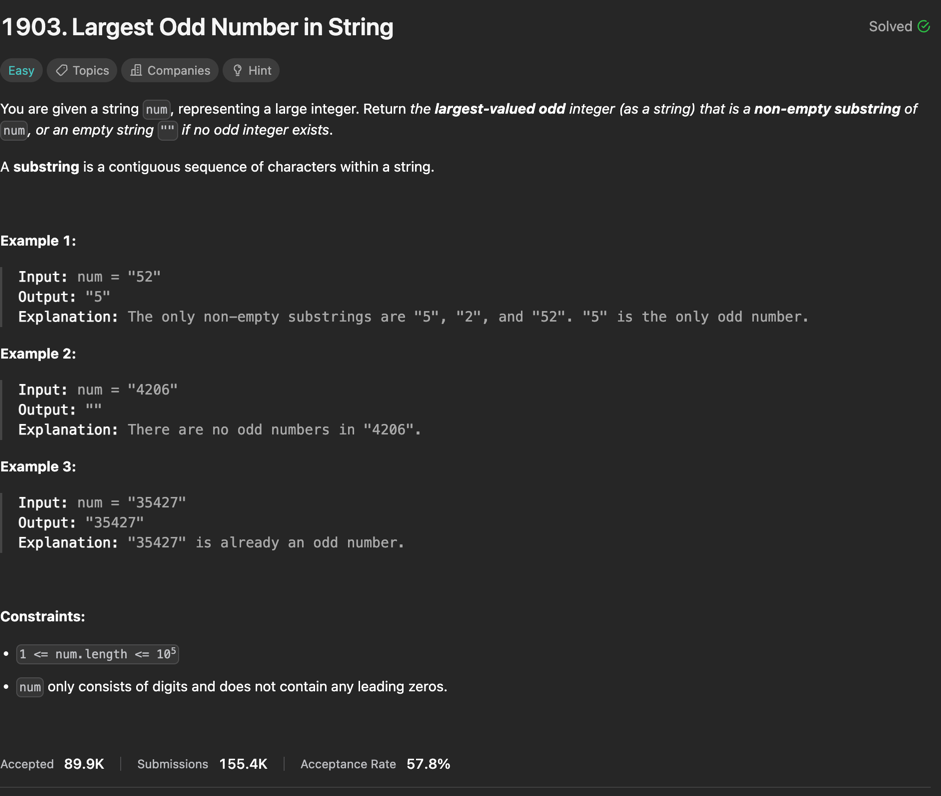 1903. Largest Odd Number in String
Solved
Easy Topics Companies Hint
You are given a string num, representing a large integer. Return the largest-valued odd integer (as a string) that is a non-empty substring of
num, or an empty string "" if no odd integer exists.
A substring is a contiguous sequence of characters within a string.
Example 1:
Input: num = "52"
Output: "5"
Explanation: The only non-empty substrings are "5", "2", and "52". "5" is the only odd number.
Example 2:
Input: num = "4206"
Output: ""
Explanation: There are no odd numbers in "4206".
Example 3:
Input: num = "35427"
Output: "35427"
Explanation: "35427" is already an odd number.
Constraints:
• 1 <= num.length <= 10⁵
• num only consists of digits and does not contain any leading zeros.
Accepted 89.9K Submissions 155.4K Acceptance Rate 57.8%